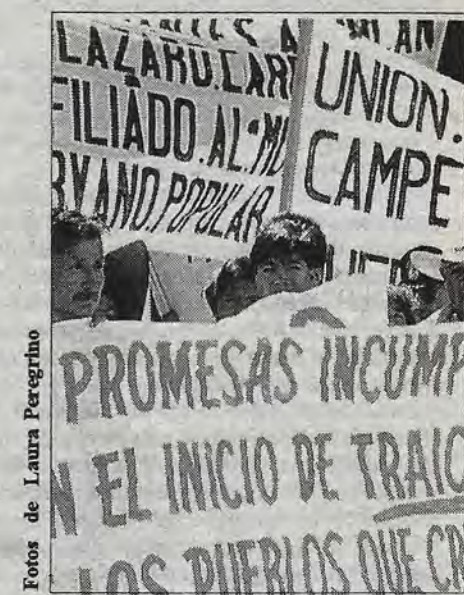 LAZARO.CAR
FILIADO.AL"MO
RVANO.POPULAR
UNION.
CAMPE
PROMESAS INCUMP
N EL INICIO DE TRAIC
LOS PUEBLOS QUE CR
Fotos de Laura Peregrino